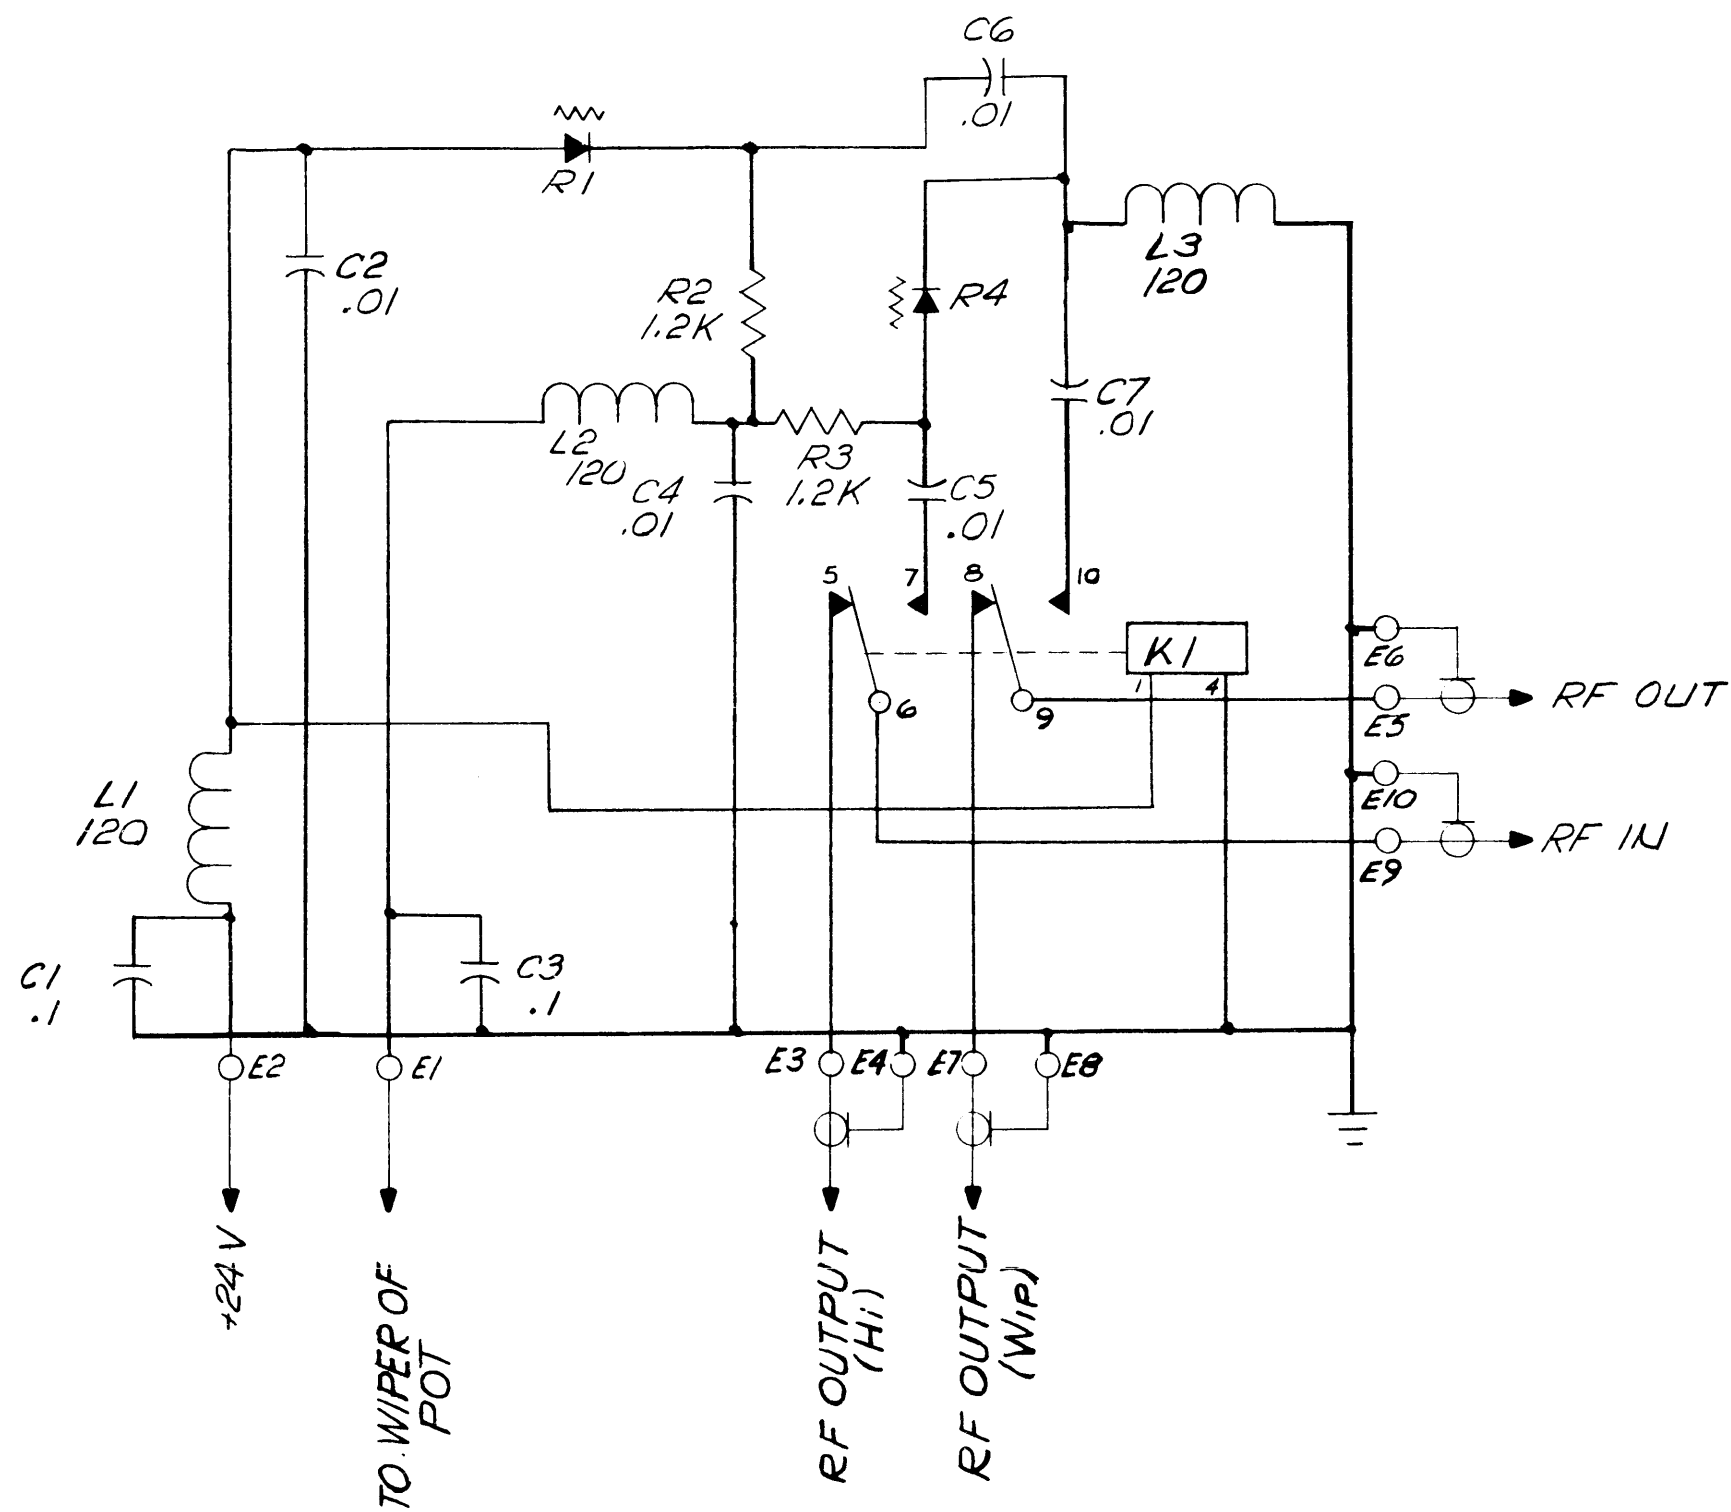 C6
.01
R1
C2
.01
R2
1.2K
R4
L3
120
C7
.01
L2
120
R3
1.2K
C4
.01
C5
.01
5
7
8
10
K1
1
4
6
9
E6
E5
RF OUT
E10
E9
RF IN
L1
120
C1
.1
C3
.1
E2
E1
E3
E4
E7
E8
+24V
TO WIPER OF
POT
RF OUTPUT
(Hi)
RF OUTPUT
(WIP)